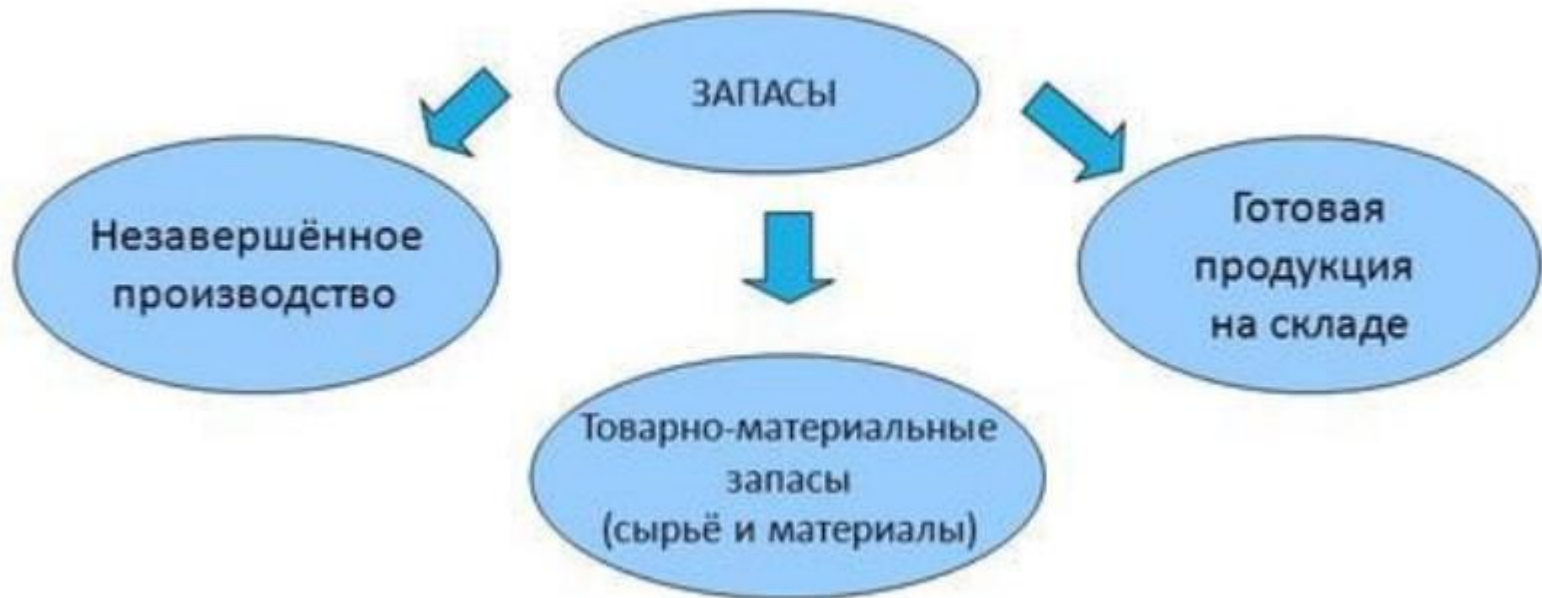 ЗАПАСЫ
Незавершённое
производство
Готовая
продукция
на складе
Товарно-материальные
запасы
(сырьё и материалы)